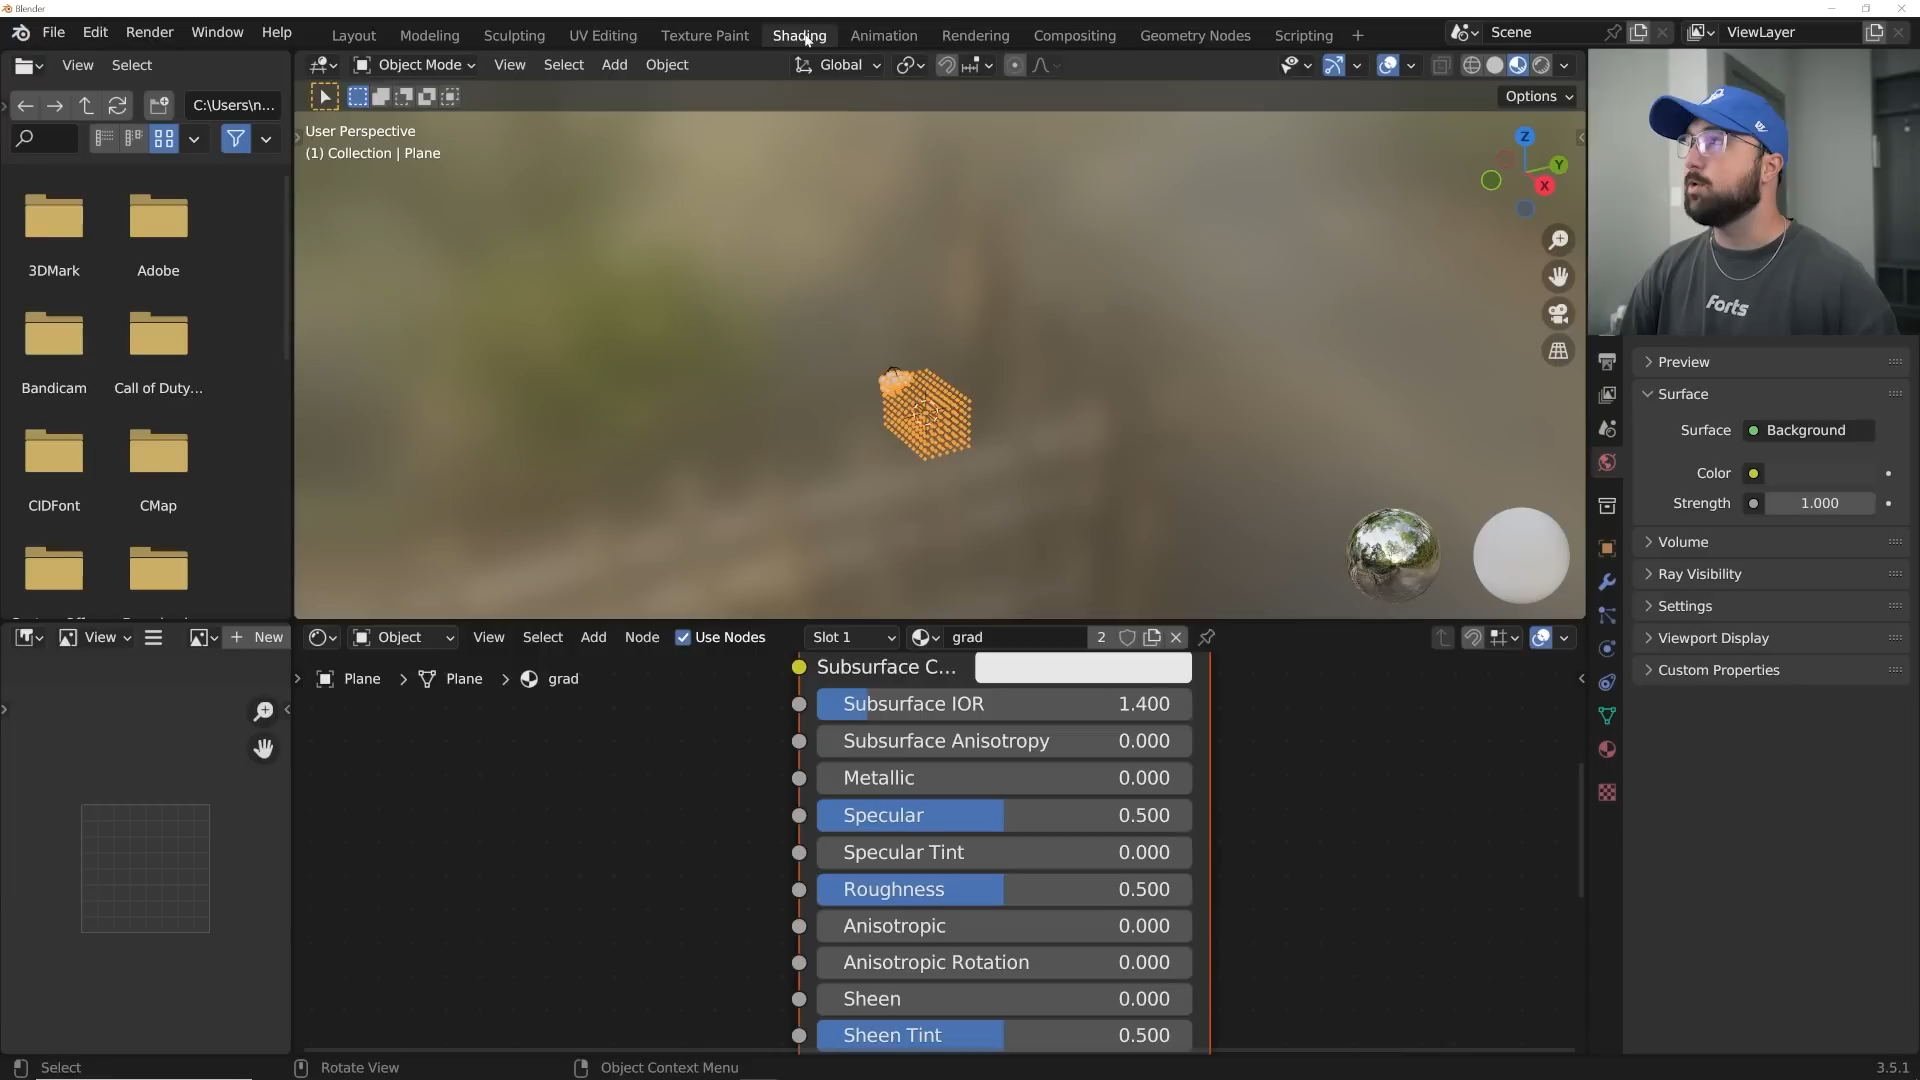 Blender
File Edit Render Window Help
Layout Modeling Sculpting UV Editing Texture Paint Shading Animation Rendering Compositing Geometry Nodes Scripting
Scene
ViewLayer
View Select
Object Mode View Select Add Object
Global
C:\Users\n...
Options
User Perspective
(1) Collection | Plane
Z
Y
X
3DMark
Adobe
Bandicam
Call of Duty...
CIDFont
CMap
Forts
Preview
Surface
Surface Background
Color
Strength 1.000
Volume
Ray Visibility
Settings
Viewport Display
Custom Properties
View
New
Object View Select Add Node Use Nodes
Slot 1
grad 2
Plane > Plane > grad
Subsurface C...
Subsurface IOR 1.400
Subsurface Anisotropy 0.000
Metallic 0.000
Specular 0.500
Specular Tint 0.000
Roughness 0.500
Anisotropic 0.000
Anisotropic Rotation 0.000
Sheen 0.000
Sheen Tint 0.500
Select
Rotate View
Object Context Menu
3.5.1